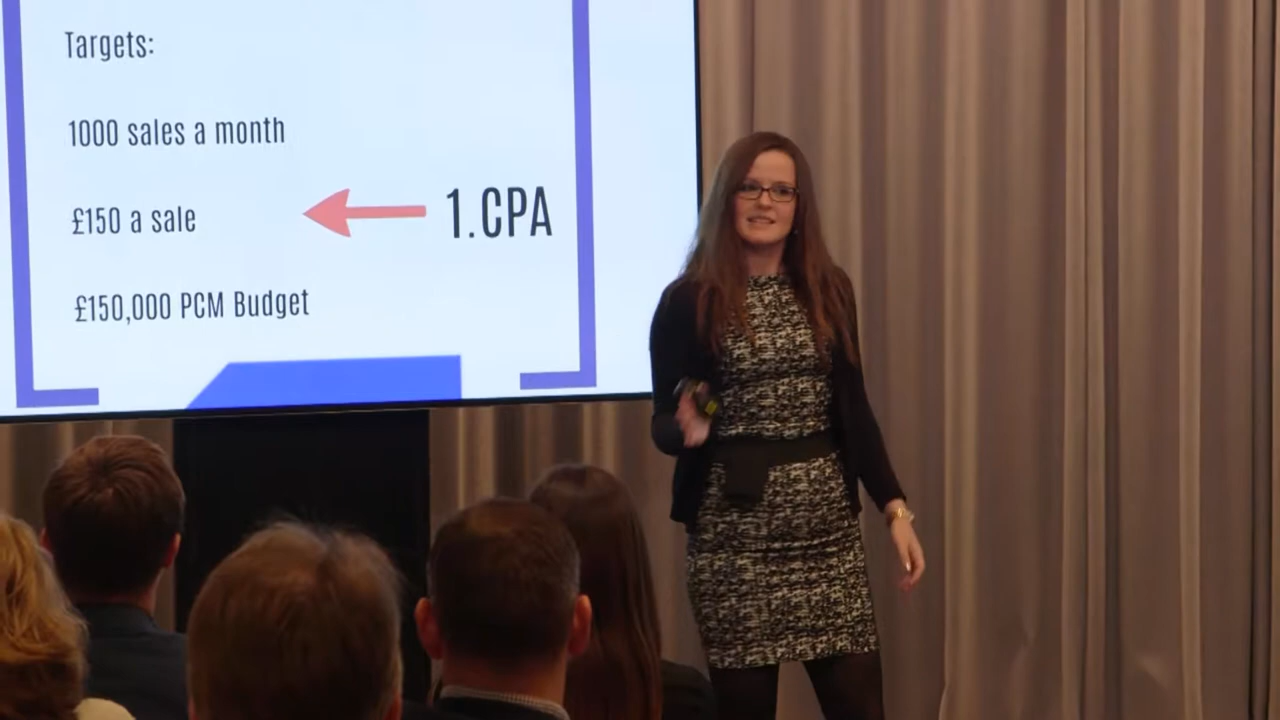 Targets:
1000 sales a month
£150 a sale
1.CPA
£150,000 PCM Budget